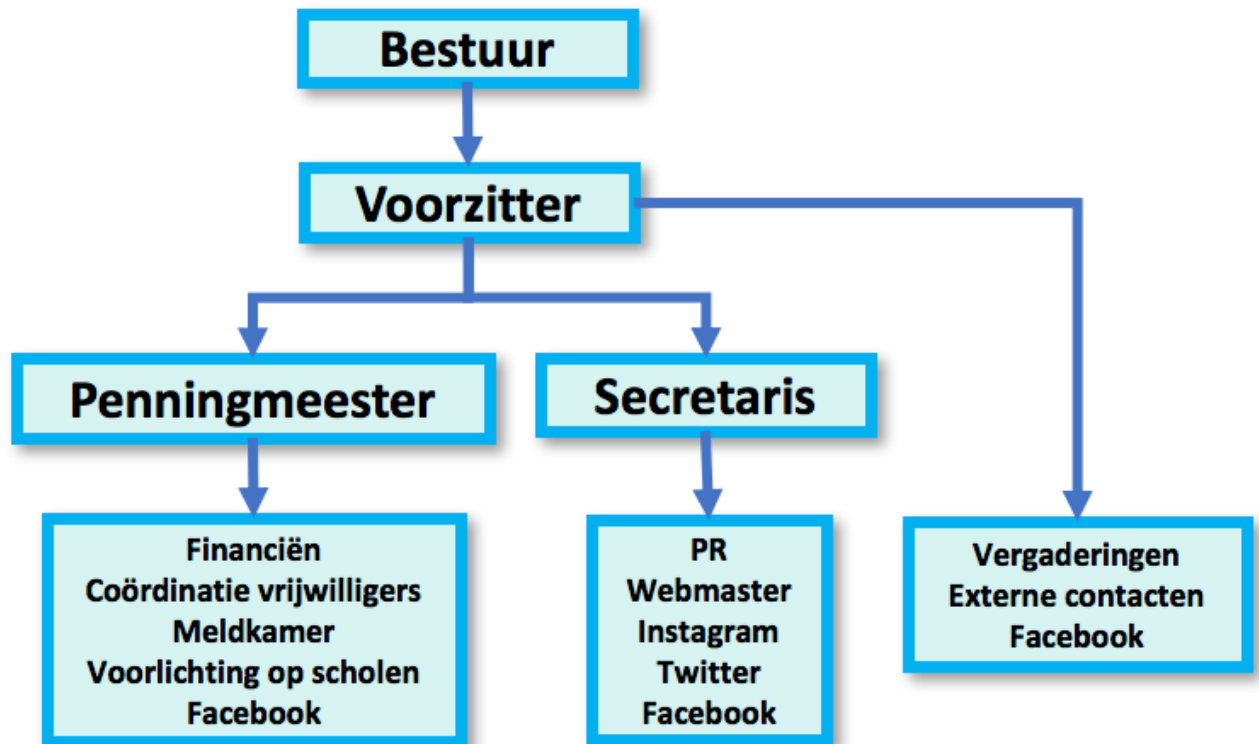 Bestuur
Voorzitter
Penningmeester
Secretaris
Financiën
Coördinatie vrijwilligers
Meldkamer
Voorlichting op scholen
Facebook
PR
Webmaster
Instagram
Twitter
Facebook
Vergaderingen
Externe contacten
Facebook